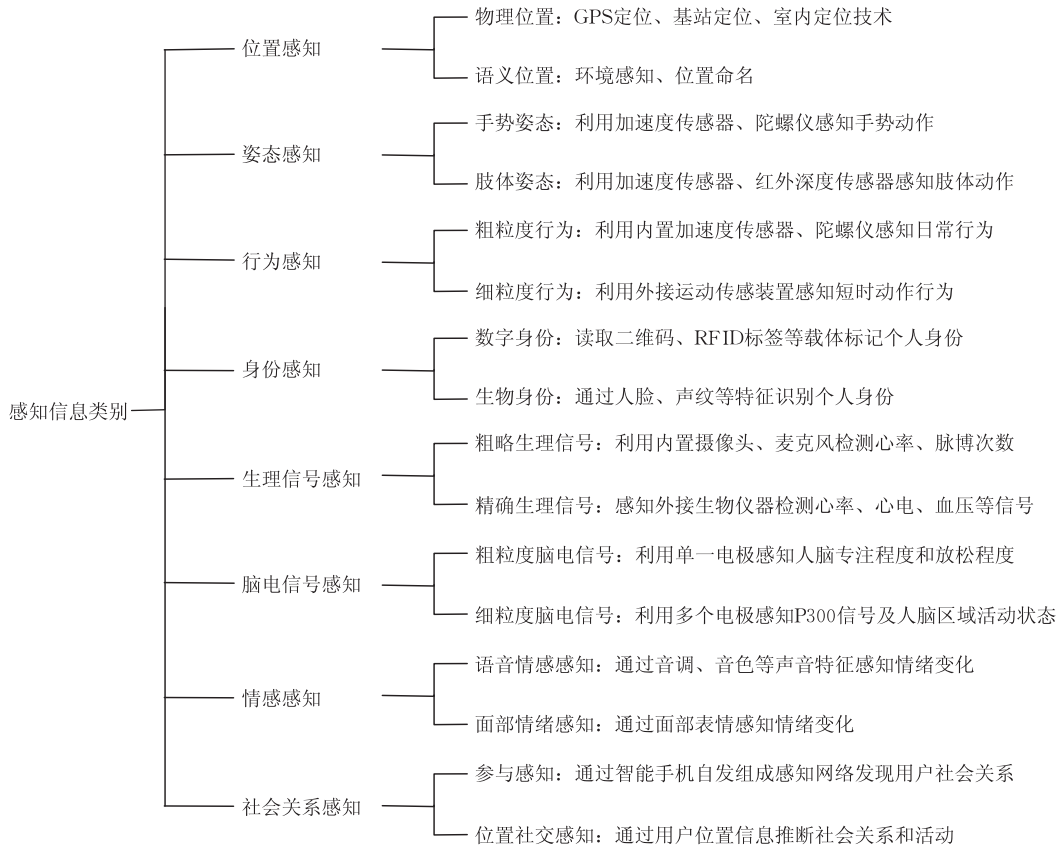 感知信息类别
位置感知
物理位置：GPS定位、基站定位、室内定位技术
语义位置：环境感知、位置命名
姿态感知
手势姿态：利用加速度传感器、陀螺仪感知手势动作
肢体姿态：利用加速度传感器、红外深度传感器感知肢体动作
行为感知
粗粒度行为：利用内置加速度传感器、陀螺仪感知日常行为
细粒度行为：利用外接运动传感装置感知短时动作行为
身份感知
数字身份：读取二维码、RFID标签等载体标记个人身份
生物身份：通过人脸、声纹等特征识别个人身份
生理信号感知
粗略生理信号：利用内置摄像头、麦克风检测心率、脉博次数
精确生理信号：感知外接生物仪器检测心率、心电、血压等信号
脑电信号感知
粗粒度脑电信号：利用单一电极感知人脑专注程度和放松程度
细粒度脑电信号：利用多个电极感知P300信号及人脑区域活动状态
情感感知
语音情感感知：通过音调、音色等声音特征感知情绪变化
面部情绪感知：通过面部表情感知情绪变化
社会关系感知
参与感知：通过智能手机自发组成感知网络发现用户社会关系
位置社交感知：通过用户位置信息推断社会关系和活动